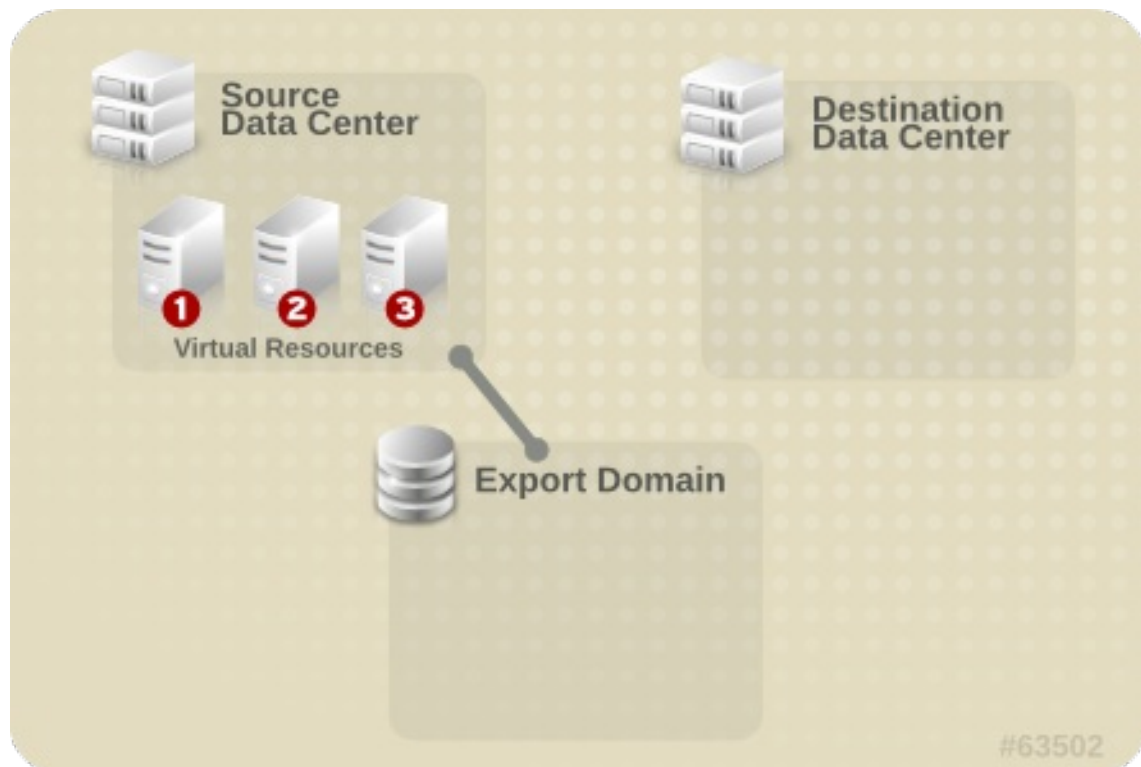 Source
Data Center
Destination
Data Center
1 2 3
Virtual Resources
Export Domain
#63502